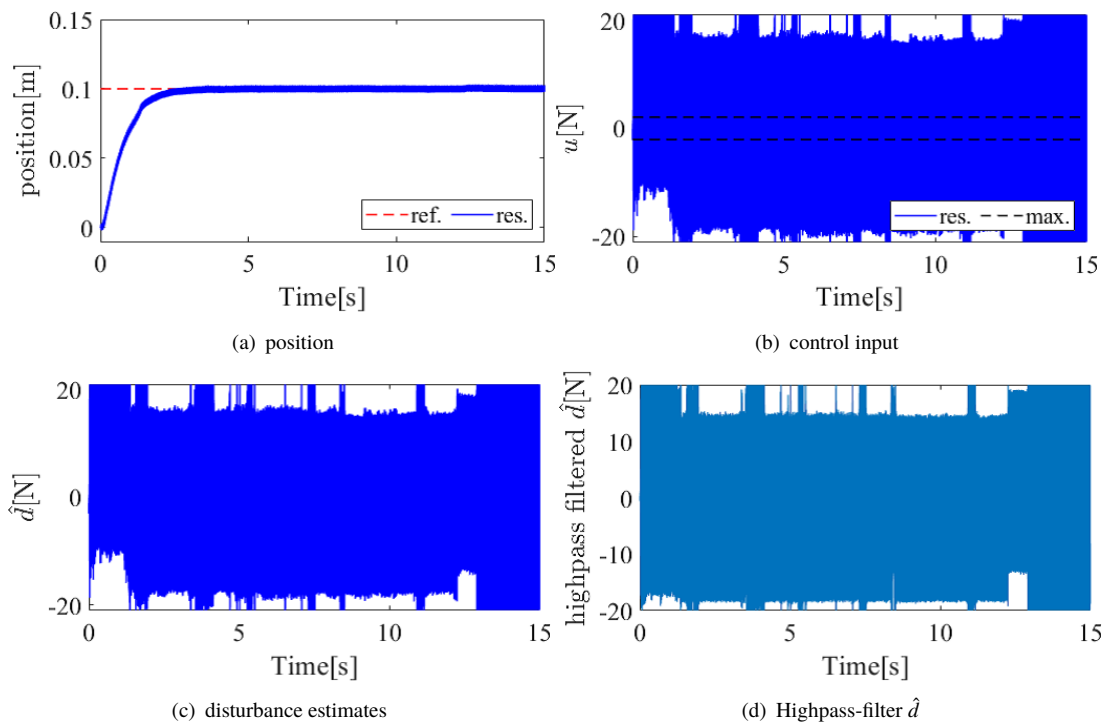 0.15
0.1
0.05
0
position[m]
ref.
res.
0
5
10
15
Time[s]
(a) position
20
0
-20
u[N]
res.
max.
0
5
10
15
Time[s]
(b) control input
20
10
0
-10
-20
d̂[N]
0
5
10
15
Time[s]
(c) disturbance estimates
20
10
0
-10
-20
highpass filtered d̂[N]
0
5
10
15
Time[s]
(d) Highpass-filter d̂